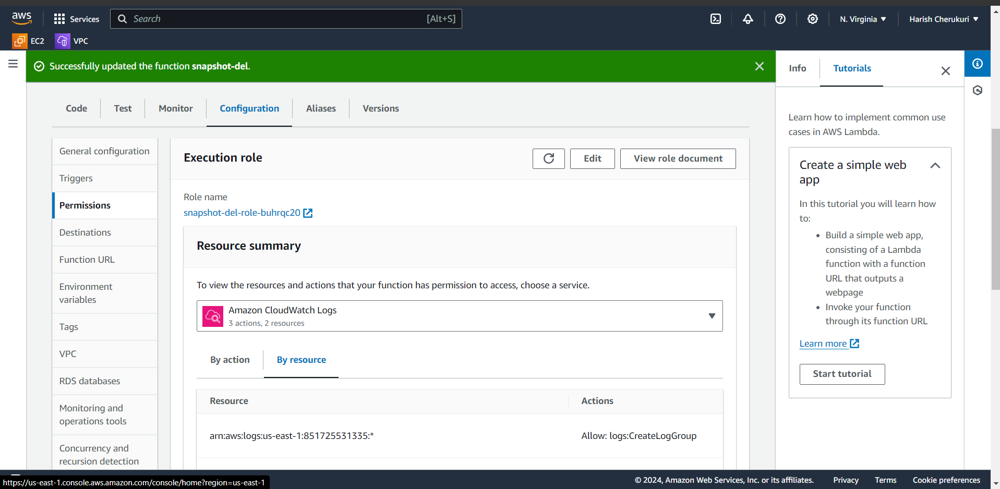 aws
Services
Search
[Alt+S]
N. Virginia
Harish Cherukuri
EC2
VPC
Successfully updated the function snapshot-del.
Info
Tutorials
Code
Test
Monitor
Configuration
Aliases
Versions
General configuration
Triggers
Permissions
Destinations
Function URL
Environment
variables
Tags
VPC
RDS databases
Monitoring and
operations tools
Concurrency and
recursion detection
Execution role
Edit
View role document
Role name
snapshot-del-role-buhrqc20
Resource summary
To view the resources and actions that your function has permission to access, choose a service.
Amazon CloudWatch Logs
3 actions, 2 resources
By action
By resource
Resource
Actions
arn:aws:logs:us-east-1:851725531335:*
Allow: logs:CreateLogGroup
Learn how to implement common use
cases in AWS Lambda.
Create a simple web
app
In this tutorial you will learn how
to:
• Build a simple web app,
consisting of a Lambda
function with a function
URL that outputs a
webpage
• Invoke your function
through its function URL
Learn more
Start tutorial
https://us-east-1.console.aws.amazon.com/console/home?region=us-east-1
© 2024, Amazon Web Services, Inc. or its affiliates.
Privacy
Terms
Cookie preferences